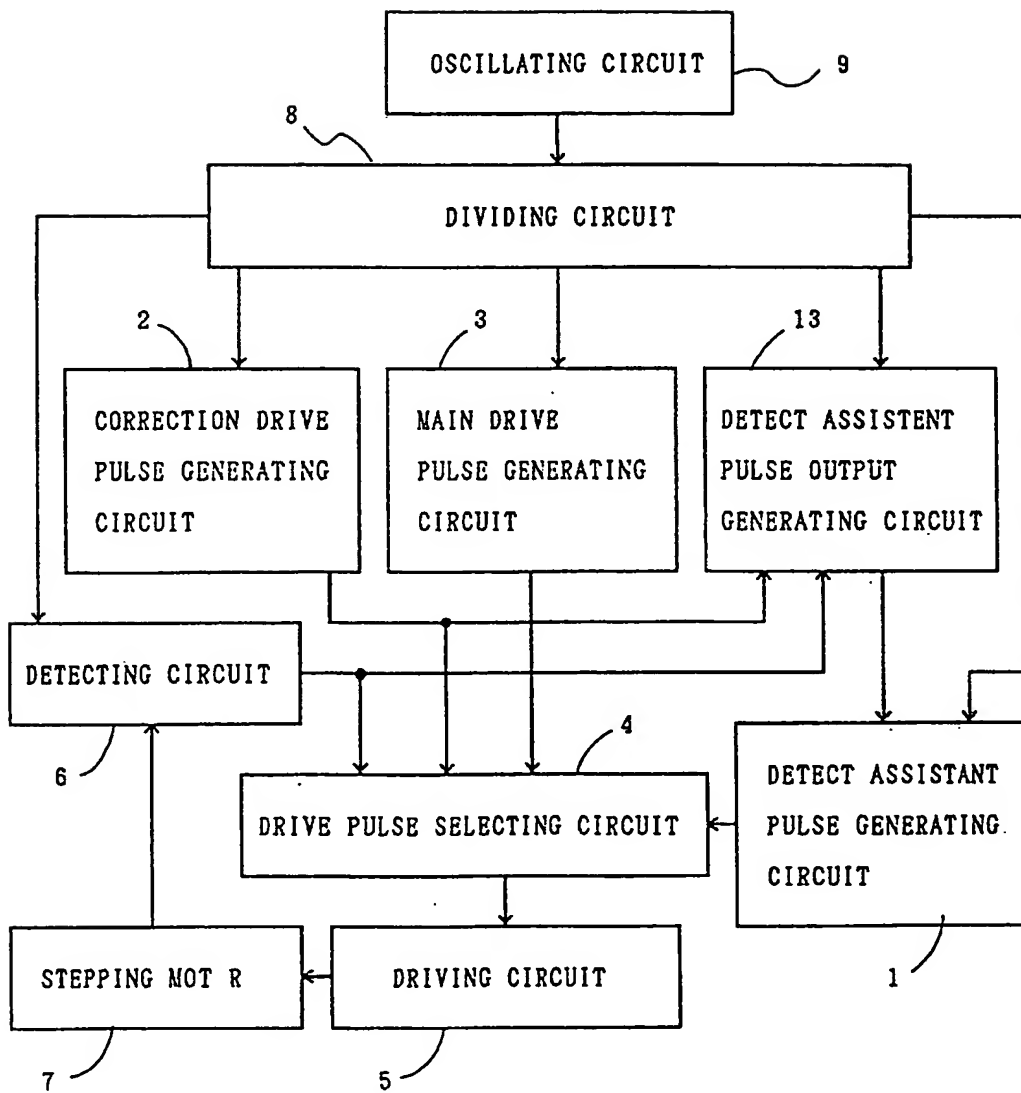 OSCILLATING CIRCUIT
9
8
DIVIDING CIRCUIT
2
3
13
CORRECTION DRIVE
PULSE GENERATING
CIRCUIT
MAIN DRIVE
PULSE GENERATING
CIRCUIT
DETECT ASSISTENT
PULSE OUTPUT
GENERATING CIRCUIT
DETECTING CIRCUIT
6
4
DRIVE PULSE SELECTING CIRCUIT
DETECT ASSISTANT
PULSE GENERATING
CIRCUIT
1
STEPPING MOT R
7
DRIVING CIRCUIT
5